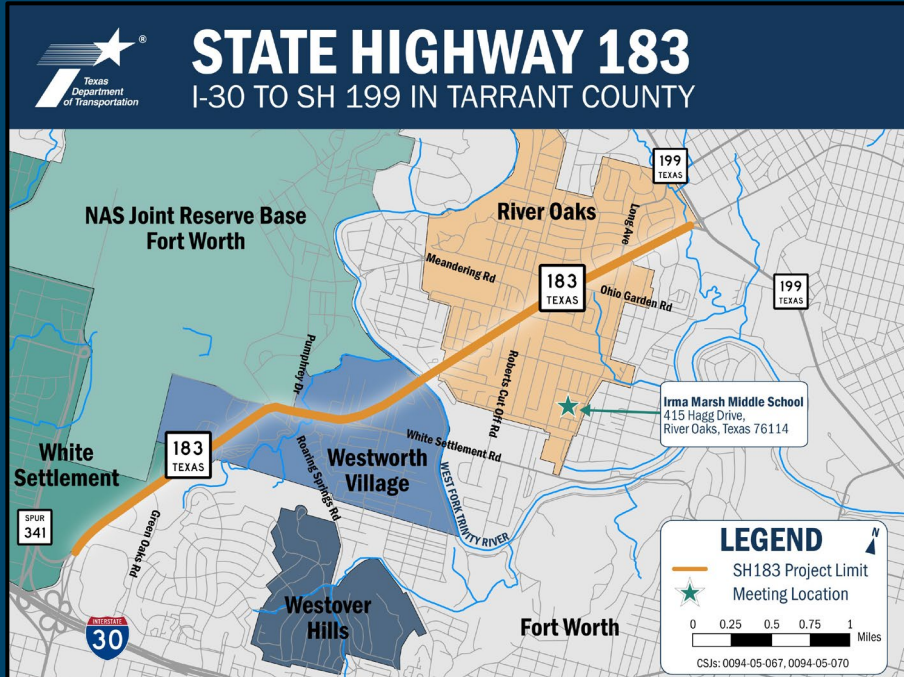 Texas
Department
of Transportation
®
STATE HIGHWAY 183
I-30 TO SH 199 IN TARRANT COUNTY
199
TEXAS
NAS Joint Reserve Base
Fort Worth
River Oaks
Long Ave
Meandering Rd
183
TEXAS
Ohio Garden Rd
199
TEXAS
Pumphrey Dr
Roberts Cut Off Rd
Irma Marsh Middle School
415 Hagg Drive,
River Oaks, Texas 76114
White Settlement Rd
183
TEXAS
Westworth
Village
White
Settlement
Roaring Springs Rd
WEST FORK TRINITY RIVER
SPUR
341
Green Oaks Rd
Westover
Hills
Fort Worth
INTERSTATE
30
LEGEND
N
SH183 Project Limit
Meeting Location
0 0.25 0.5 0.75 1
Miles
CSJs: 0094-05-067, 0094-05-070